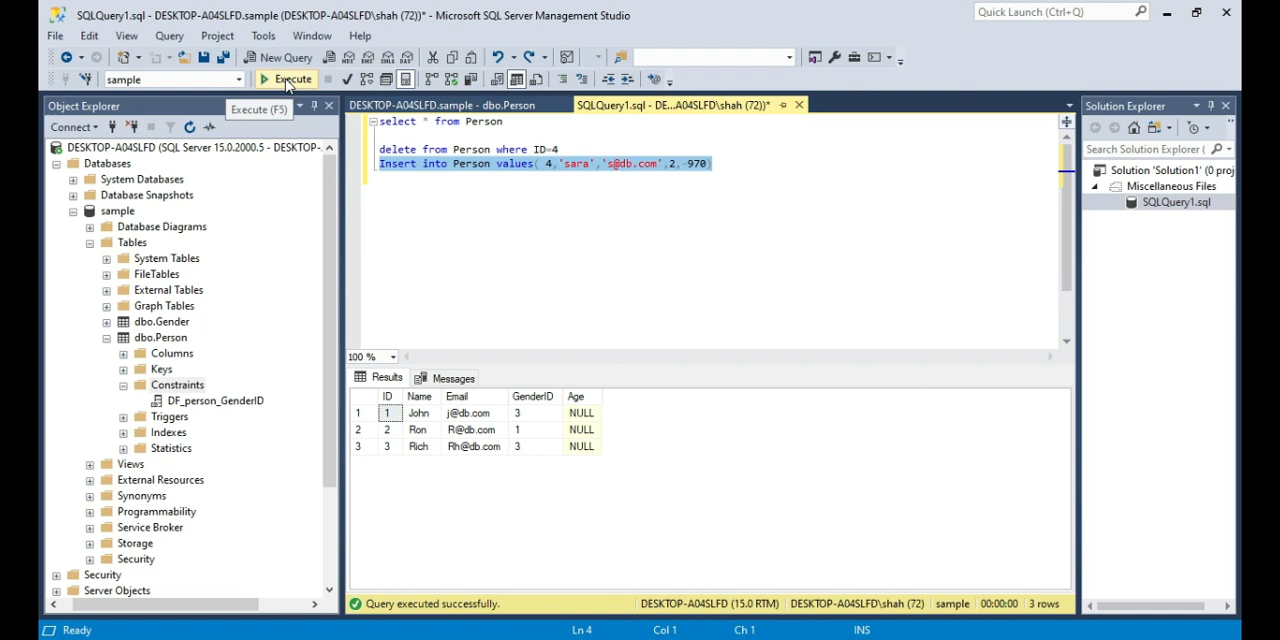 SQLQuery1.sql - DESKTOP-A04SLFD.sample (DESKTOP-A04SLFD\shah (72))* - Microsoft SQL Server Management Studio
Quick Launch (Ctrl+Q)
File Edit View Query Project Tools Window Help
New Query
sample
Execute
Execute (F5)
Object Explorer
Connect
DESKTOP-A04SLFD (SQL Server 15.0.2000.5 - DESKTOP-A04SLFD\
Databases
System Databases
Database Snapshots
sample
Database Diagrams
Tables
System Tables
FileTables
External Tables
Graph Tables
dbo.Gender
dbo.Person
Columns
Keys
Constraints
DF_person_GenderID
Triggers
Indexes
Statistics
Views
External Resources
Synonyms
Programmability
Service Broker
Storage
Security
Security
Server Objects
DESKTOP-A04SLFD.sample - dbo.Person
SQLQuery1.sql - DE...A04SLFD\shah (72))*
select * from Person
delete from Person where ID=4
Insert into Person values( 4,'sara','s@db.com',2,-970)
100 %
Results Messages
ID Name Email GenderID Age
1 1 John j@db.com 3 NULL
2 2 Ron R@db.com 1 NULL
3 3 Rich Rh@db.com 3 NULL
Query executed successfully.
DESKTOP-A04SLFD (15.0 RTM) DESKTOP-A04SLFD\shah (72) sample 00:00:00 3 rows
Solution Explorer
Search Solution Explorer (
Solution 'Solution1' (0 proj
Miscellaneous Files
SQLQuery1.sql
Ready Ln 4 Col 1 Ch 1 INS